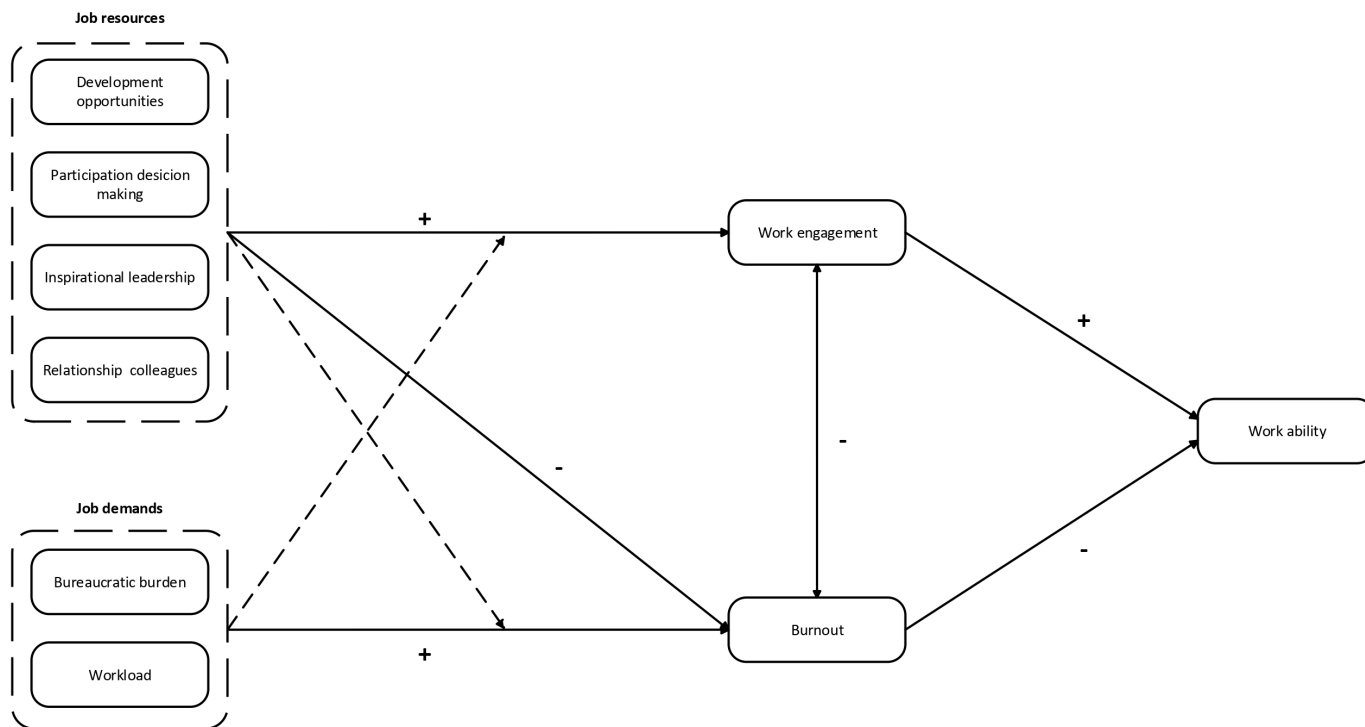 Job resources
Development
opportunities
Participation desicion
making
Inspirational leadership
Relationship colleagues
Job demands
Bureaucratic burden
Workload
+
-
+
Work engagement
-
Burnout
+
-
Work ability